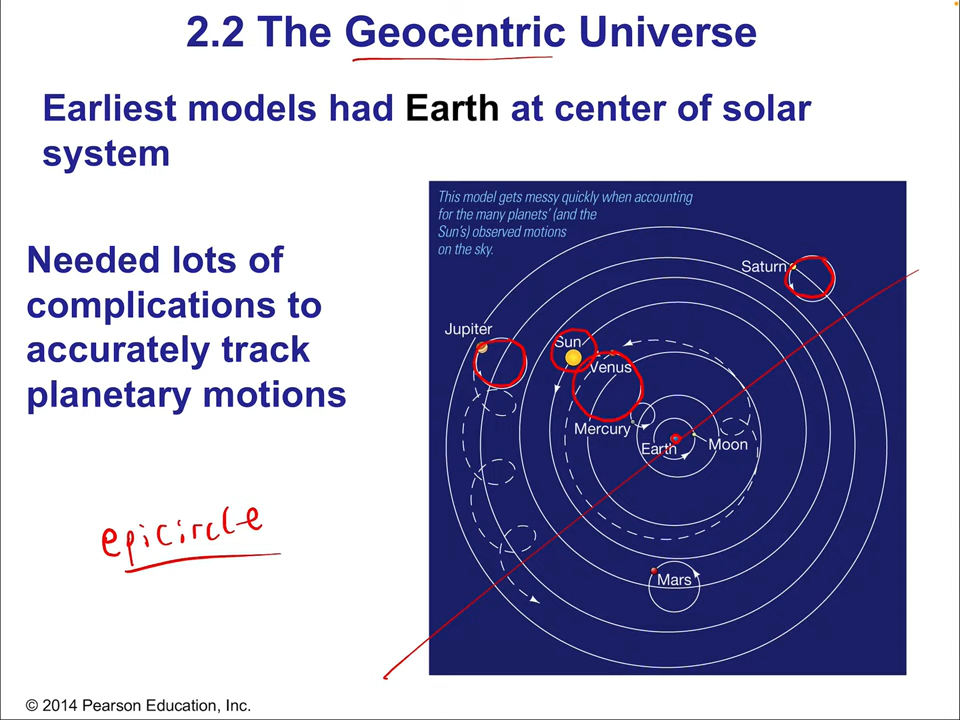 2.2 The Geocentric Universe
Earliest models had Earth at center of solar
system
This model gets messy quickly when accounting
for the many planets' (and the
Sun's) observed motions
on the sky.
Needed lots of
complications to
accurately track
planetary motions
Saturn
Jupiter
Sun
Venus
Mercury
Earth
Moon
Mars
epicircle
© 2014 Pearson Education, Inc.